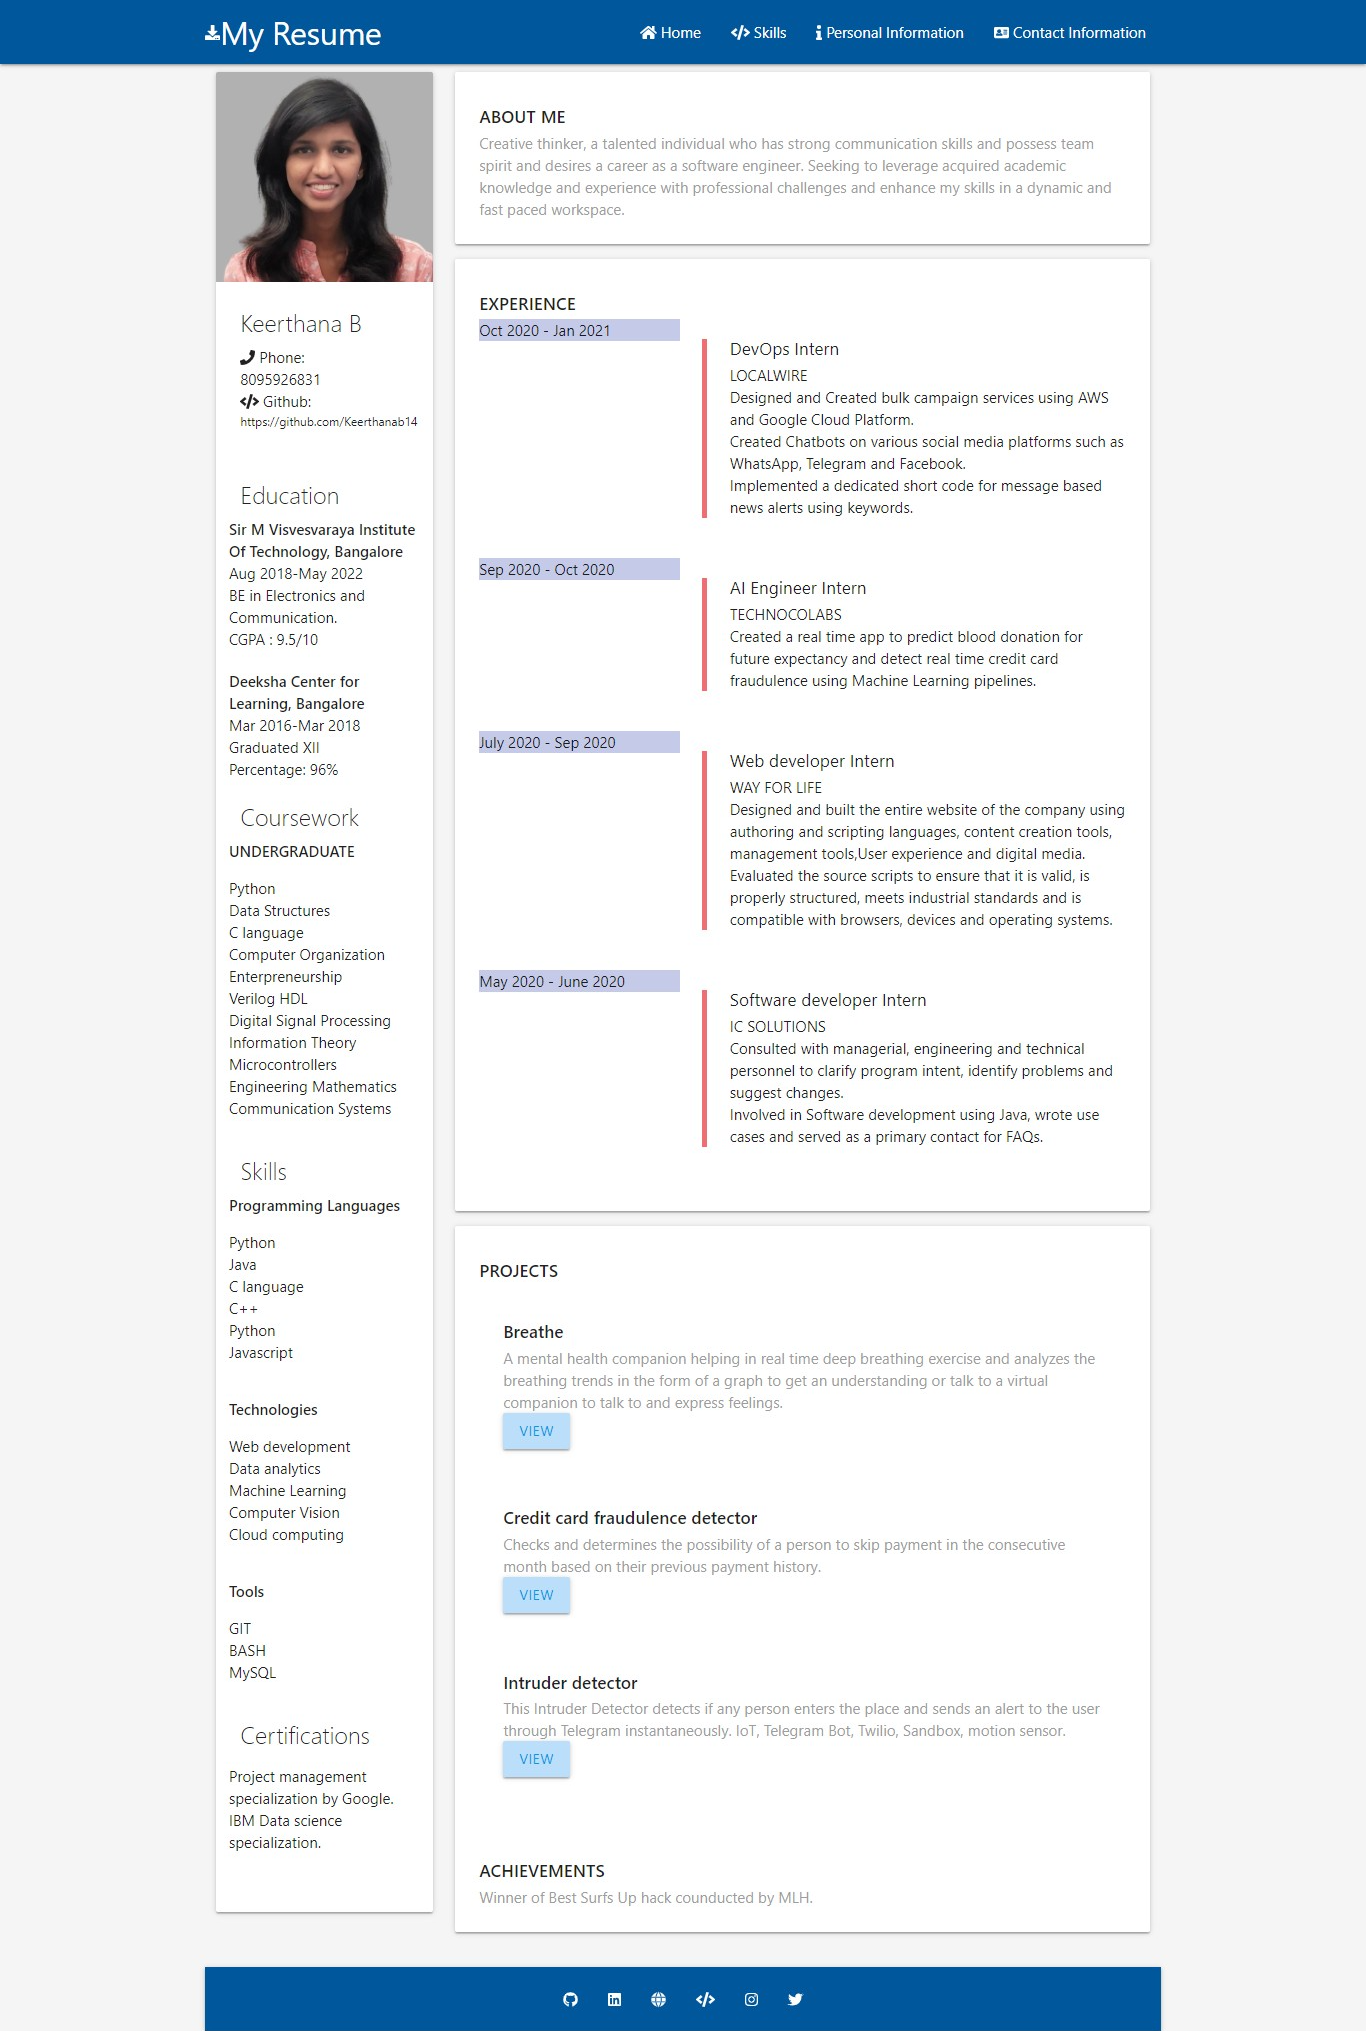 My Resume
Home
Skills
Personal Information
Contact Information
Keerthana B
Phone:
8095926831
Github:
https://github.com/Keerthanab14
Education
Sir M Visvesvaraya Institute
Of Technology, Bangalore
Aug 2018-May 2022
BE in Electronics and
Communication.
CGPA : 9.5/10
Deeksha Center for
Learning, Bangalore
Mar 2016-Mar 2018
Graduated XII
Percentage: 96%
Coursework
UNDERGRADUATE
Python
Data Structures
C language
Computer Organization
Enterpreneurship
Verilog HDL
Digital Signal Processing
Information Theory
Microcontrollers
Engineering Mathematics
Communication Systems
Skills
Programming Languages
Python
Java
C language
C++
Python
Javascript
Technologies
Web development
Data analytics
Machine Learning
Computer Vision
Cloud computing
Tools
GIT
BASH
MySQL
Certifications
Project management
specialization by Google.
IBM Data science
specialization.
ABOUT ME
Creative thinker, a talented individual who has strong communication skills and possess team
spirit and desires a career as a software engineer. Seeking to leverage acquired academic
knowledge and experience with professional challenges and enhance my skills in a dynamic and
fast paced workspace.
EXPERIENCE
Oct 2020 - Jan 2021
DevOps Intern
LOCALWIRE
Designed and Created bulk campaign services using AWS
and Google Cloud Platform.
Created Chatbots on various social media platforms such as
WhatsApp, Telegram and Facebook.
Implemented a dedicated short code for message based
news alerts using keywords.
Sep 2020 - Oct 2020
AI Engineer Intern
TECHNOCOLABS
Created a real time app to predict blood donation for
future expectancy and detect real time credit card
fraudulence using Machine Learning pipelines.
July 2020 - Sep 2020
Web developer Intern
WAY FOR LIFE
Designed and built the entire website of the company using
authoring and scripting languages, content creation tools,
management tools,User experience and digital media.
Evaluated the source scripts to ensure that it is valid, is
properly structured, meets industrial standards and is
compatible with browsers, devices and operating systems.
May 2020 - June 2020
Software developer Intern
IC SOLUTIONS
Consulted with managerial, engineering and technical
personnel to clarify program intent, identify problems and
suggest changes.
Involved in Software development using Java, wrote use
cases and served as a primary contact for FAQs.
PROJECTS
Breathe
A mental health companion helping in real time deep breathing exercise and analyzes the
breathing trends in the form of a graph to get an understanding or talk to a virtual
companion to talk to and express feelings.
VIEW
Credit card fraudulence detector
Checks and determines the possibility of a person to skip payment in the consecutive
month based on their previous payment history.
VIEW
Intruder detector
This Intruder Detector detects if any person enters the place and sends an alert to the user
through Telegram instantaneously. IoT, Telegram Bot, Twilio, Sandbox, motion sensor.
VIEW
ACHIEVEMENTS
Winner of Best Surfs Up hack counducted by MLH.